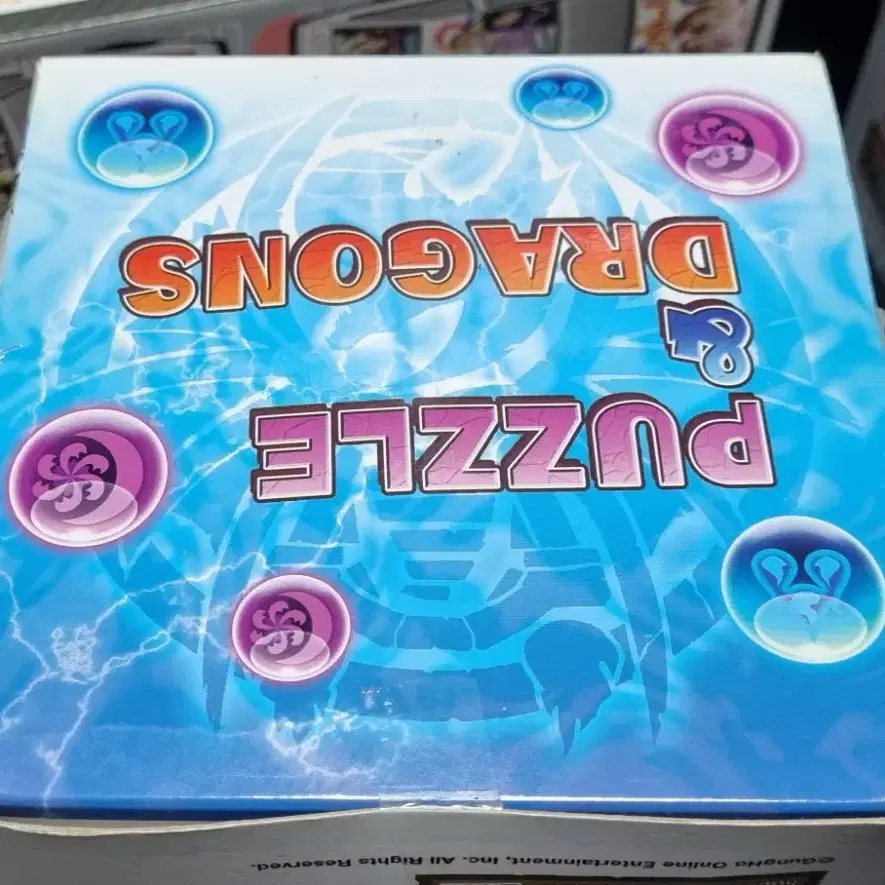 PUZZLE
&
DRAGONS
©GungHo Online Entertainment, Inc. All Rights Reserved.